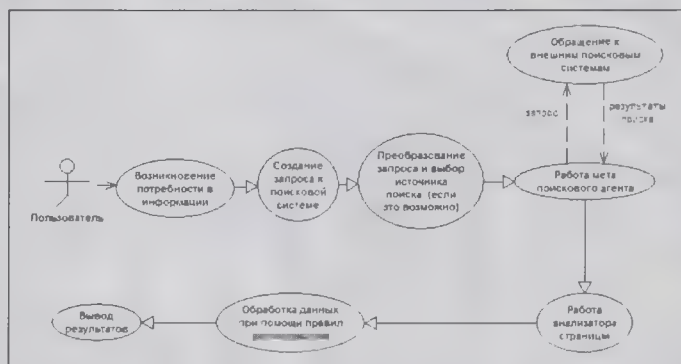 Обращение к
внешним поисковым
системам
запрос
результаты
поиска
Пользователь
Возникновение
потребности в
информации
Создание
запроса к
поисковой
системе
Преобразование
запроса и выбор
источника
поиска (если
это возможно)
Работа мета
поискового агента
Вывод
результатов
Обработка данных
при помощи правил
Работа
анализатора
страницы